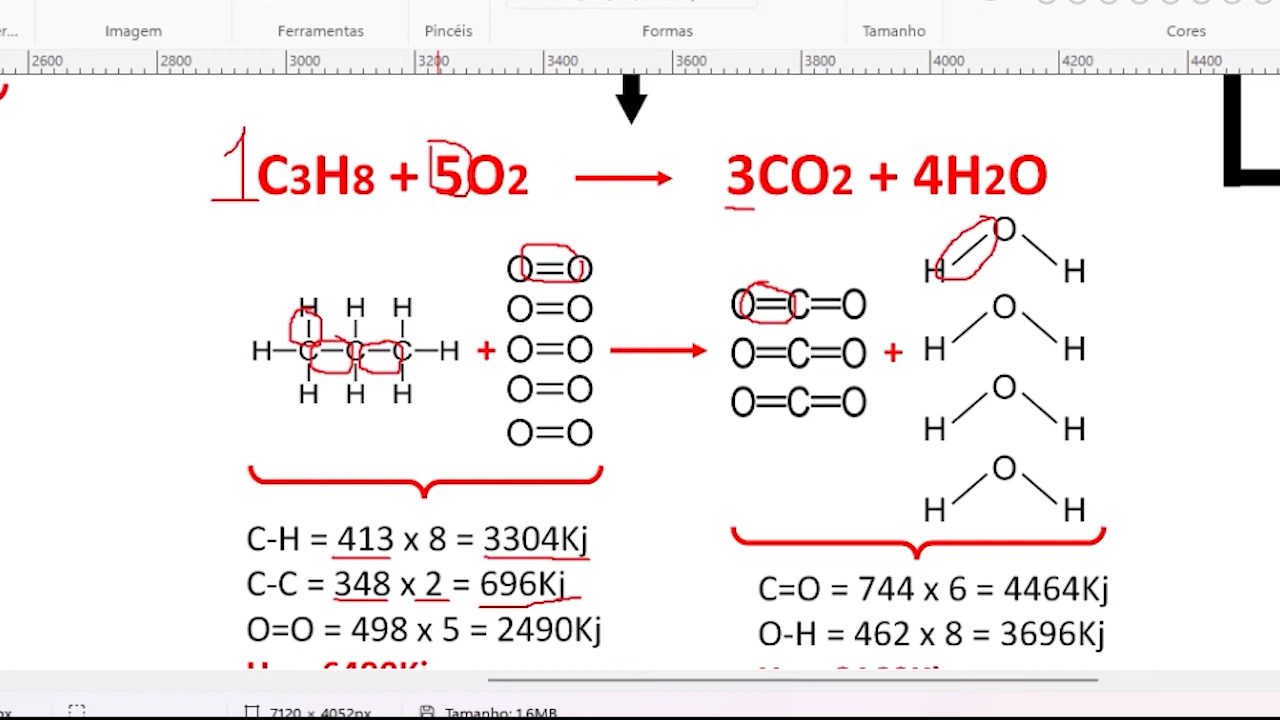 Imagem Ferramentas Pincéis Formas Tamanho Cores
2600 2800 3000 3200 3400 3600 3800 4000 4200 4400
1 C3H8 + 5O2 3CO2 + 4H2O
O=O
O=O
O=O
O=O
O=O
H H H
H-C-C-C-H
H H H
+
O=C=O
O=C=O
O=C=O
+
O
H H
O
H H
O
H H
O
H H
C-H = 413 x 8 = 3304Kj
C-C = 348 x 2 = 696Kj
O=O = 498 x 5 = 2490Kj
C=O = 744 x 6 = 4464Kj
O-H = 462 x 8 = 3696Kj
7120 × 4052px Tamanho: 1,6MB